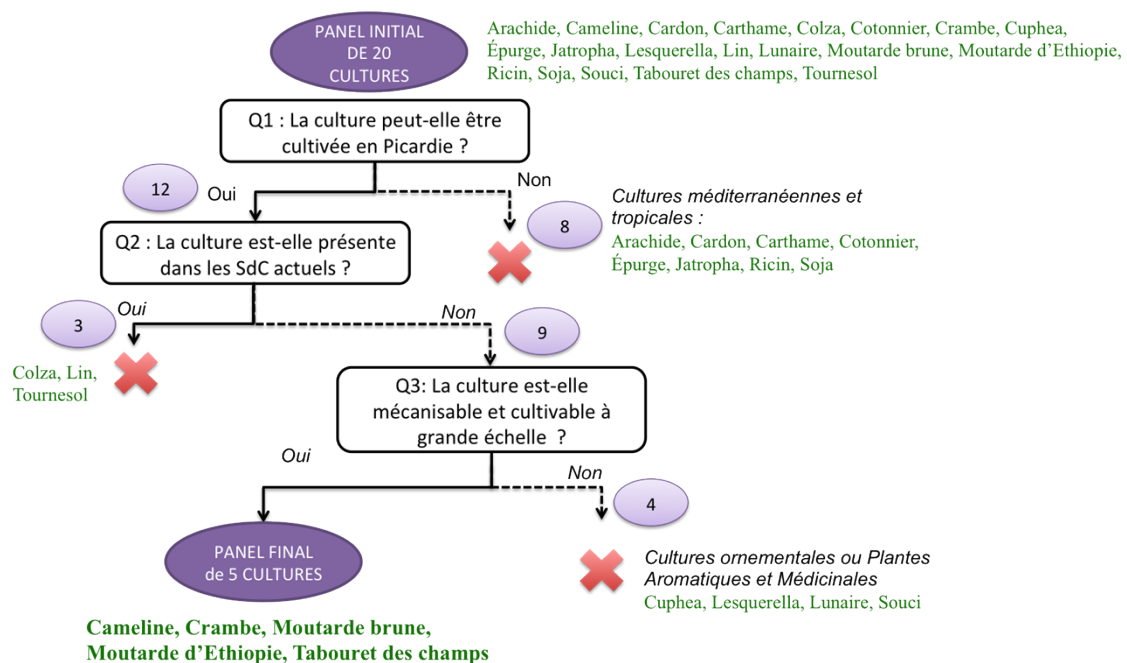 PANEL INITIAL
DE 20
CULTURES
Arachide, Cameline, Cardon, Carthame, Colza, Cotonnier, Crambe, Cuphea,
Épurge, Jatropha, Lesquerella, Lin, Lunaire, Moutarde brune, Moutarde d’Ethiopie,
Ricin, Soja, Souci, Tabouret des champs, Tournesol
Q1 : La culture peut-elle être
cultivée en Picardie ?
12
Oui
Non
8
Cultures méditerranéennes et
tropicales :
Arachide, Cardon, Carthame, Cotonnier,
Épurge, Jatropha, Ricin, Soja
Q2 : La culture est-elle présente
dans les SdC actuels ?
3
Oui
Non
9
Colza, Lin,
Tournesol
Q3: La culture est-elle
mécanisable et cultivable à
grande échelle ?
Oui
Non
4
PANEL FINAL
de 5 CULTURES
Cultures ornementales ou Plantes
Aromatiques et Médicinales
Cuphea, Lesquerella, Lunaire, Souci
Cameline, Crambe, Moutarde brune,
Moutarde d’Ethiopie, Tabouret des champs